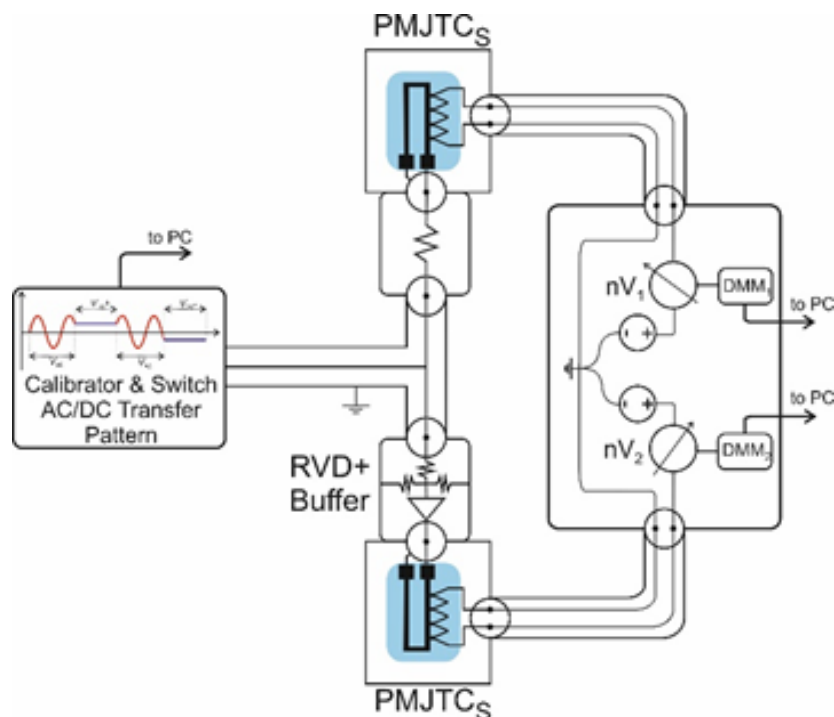 PMJTCS
to PC
Calibrator & Switch
AC/DC Transfer
Pattern
nV1
DMM1
to PC
to PC
nV2
DMM2
RVD+
Buffer
PMJTCS